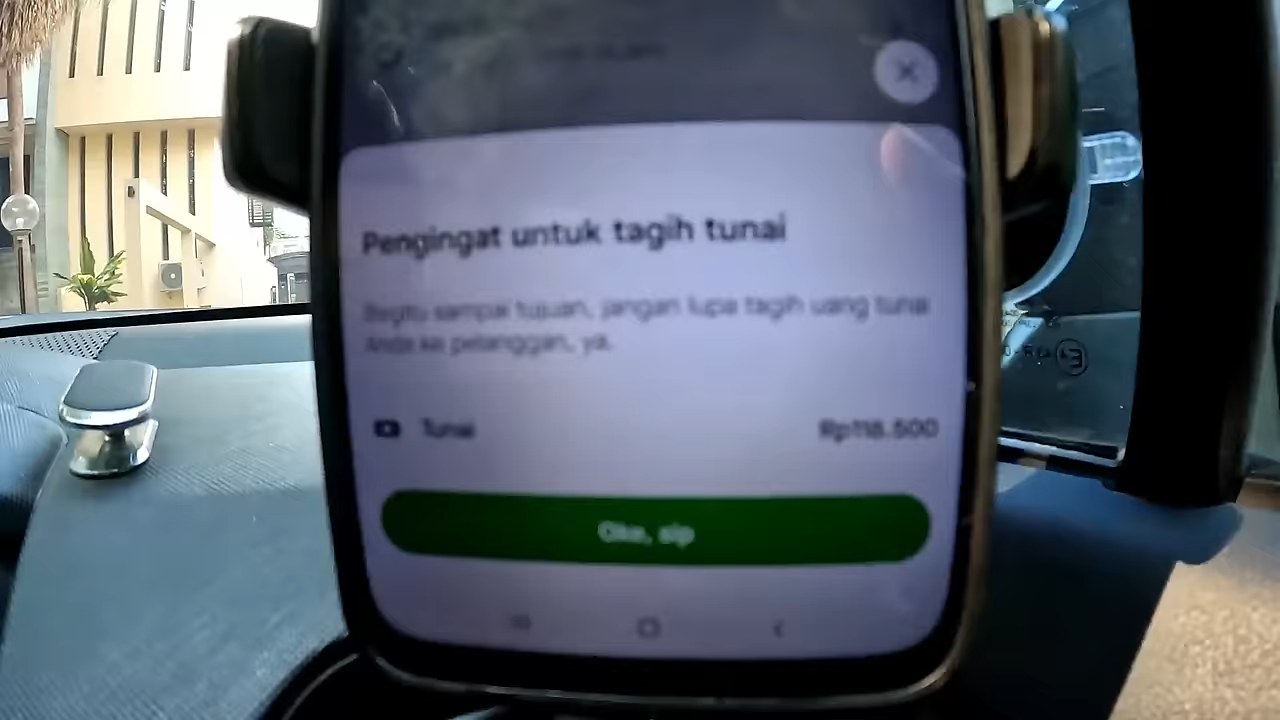 Pengingat untuk tagih tunai
Begitu sampai tujuan, jangan lupa tagih uang tunai
Anda ke pelanggan, ya.
Tunai Rp118.500
Oke, sip